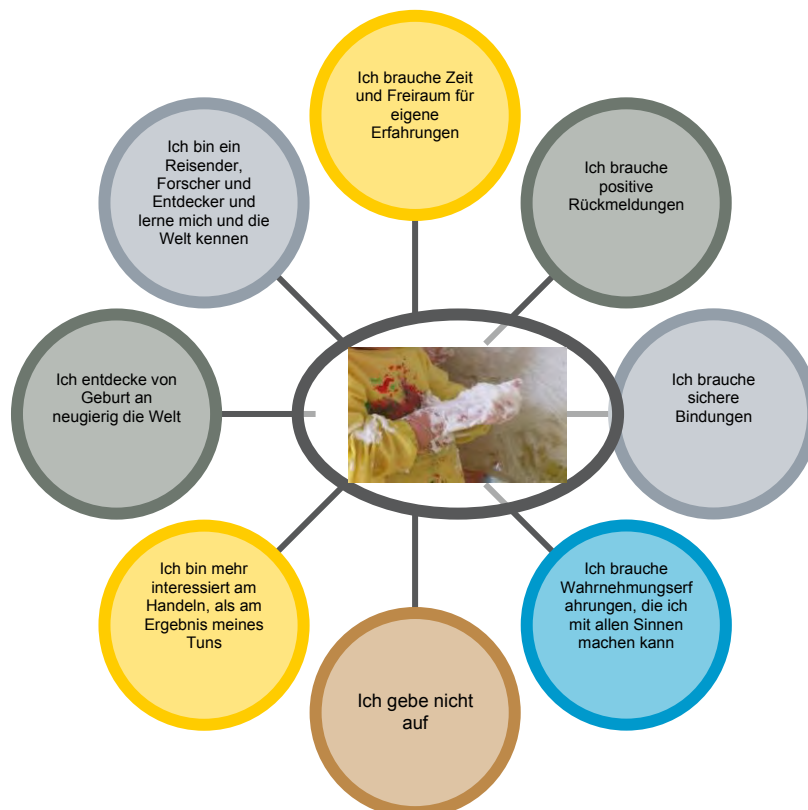 Ich brauche Zeit
und Freiraum für
eigene
Erfahrungen
Ich brauche
positive
Rückmeldungen
Ich brauche
sichere
Bindungen
Ich brauche
Wahrnehmungserf
ahrungen, die ich
mit allen Sinnen
machen kann
Ich gebe nicht
auf
Ich bin mehr
interessiert am
Handeln, als am
Ergebnis meines
Tuns
Ich entdecke von
Geburt an
neugierig die Welt
Ich bin ein
Reisender,
Forscher und
Entdecker und
lerne mich und die
Welt kennen